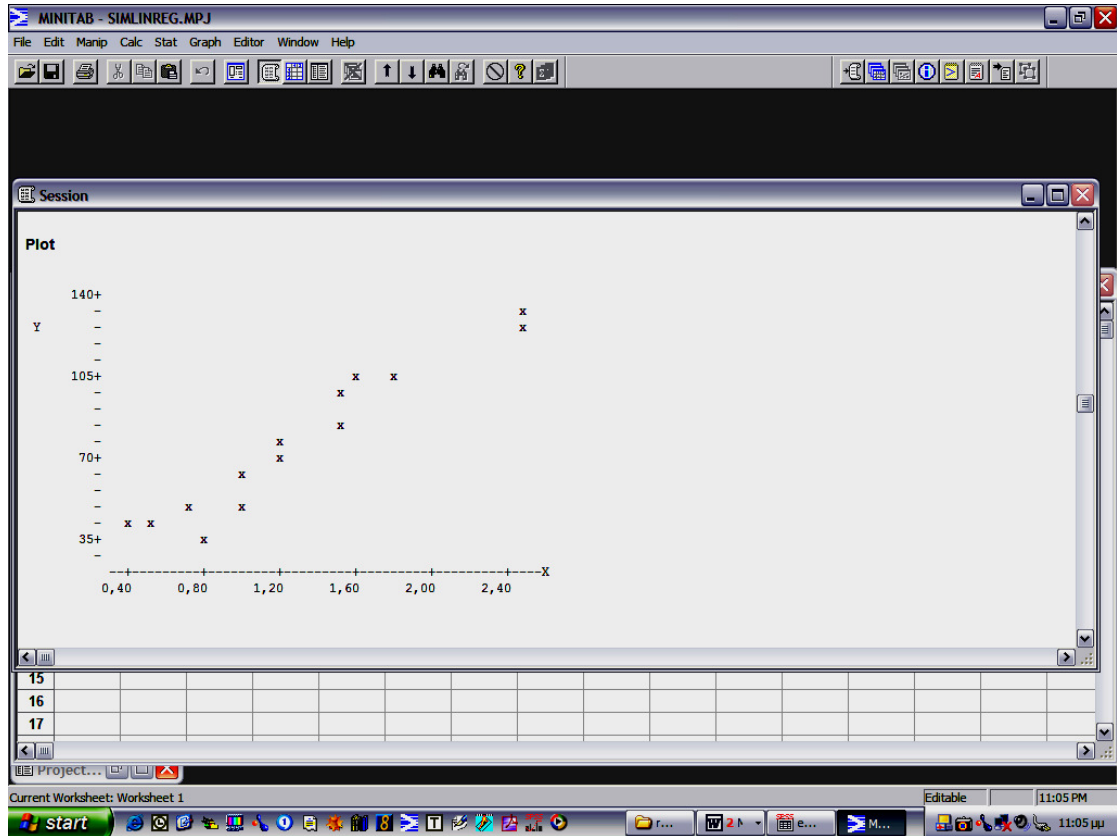 MINITAB - SIMLINREG.MPJ
File Edit Manip Calc Stat Graph Editor Window Help
Session
Plot
140+
-
x
Y -
x
-
-
105+ x x
- x
-
- x
- x
70+ x
- x
-
- x x
- x x
35+ x
-
--+---------+---------+---------+---------+---------+----X
0,40 0,80 1,20 1,60 2,00 2,40
15
16
17
Project...
Current Worksheet: Worksheet 1 Editable 11:05 PM
start r... 2 e... M... 11:05 μμ